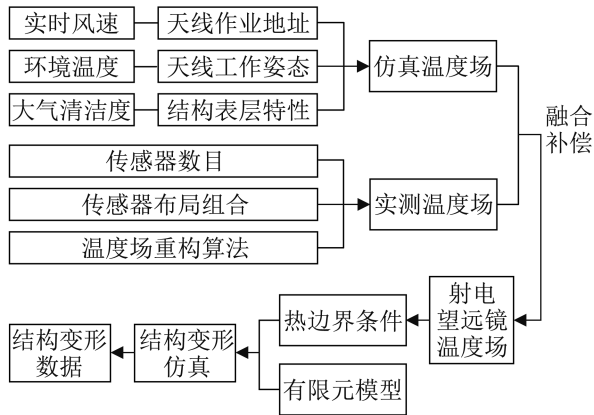 实时风速
天线作业地址
环境温度
天线工作姿态
大气清洁度
结构表层特性
仿真温度场
传感器数目
传感器布局组合
温度场重构算法
实测温度场
融合
补偿
射电
望远镜
温度场
热边界条件
有限元模型
结构变形
仿真
结构变形
数据